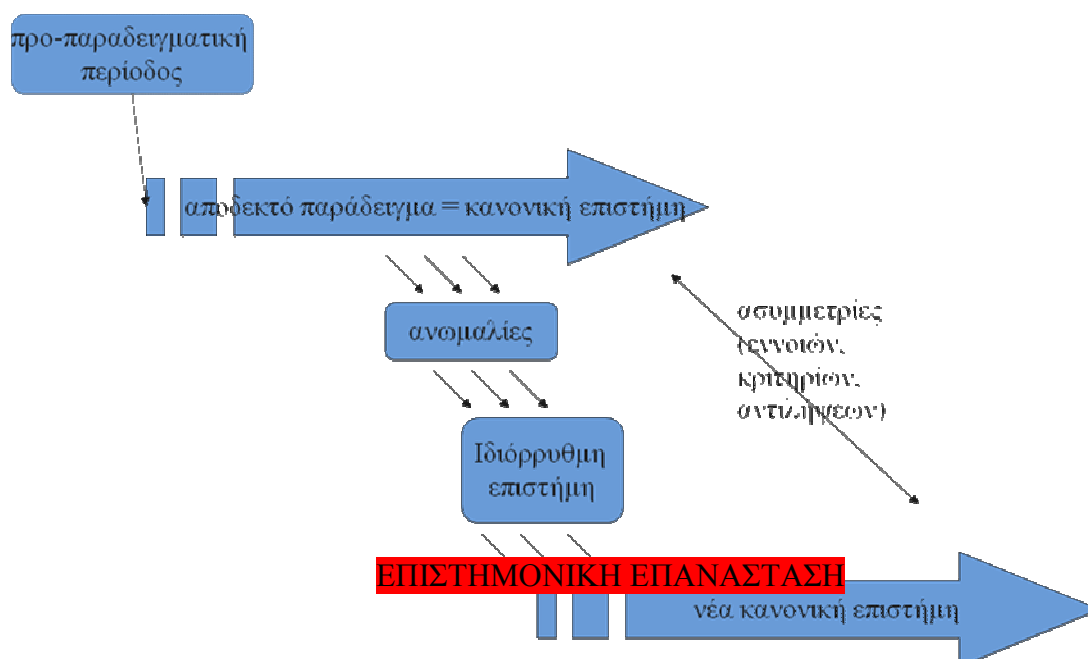 προ-παραδειγματική
περίοδος
αποδεκτό παράδειγμα = κανονική επιστήμη
ανωμαλίες
ασυμμετρίες
(εννοιών,
κριτηρίων,
αντιλήψεων)
Ιδιόρρυθμη
επιστήμη
ΕΠΙΣΤΗΜΟΝΙΚΗ ΕΠΑΝΑΣΤΑΣΗ
νέα κανονική επιστήμη